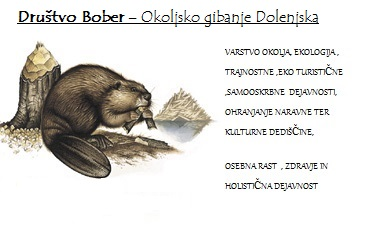 Društvo Bober – Okoljsko gibanje Dolenjska
VARSTVO OKOLJA, EKOLOGIJA ,
TRAJNOSTNE ,EKO TURISTIČNE
,SAMOOSKRBNE DEJAVNOSTI,
OHRANJANJE NARAVNE TER
KULTURNE DEDIŠČINE,
OSEBNA RAST , ZDRAVJE IN
HOLISTIČNA DEJAVNOST